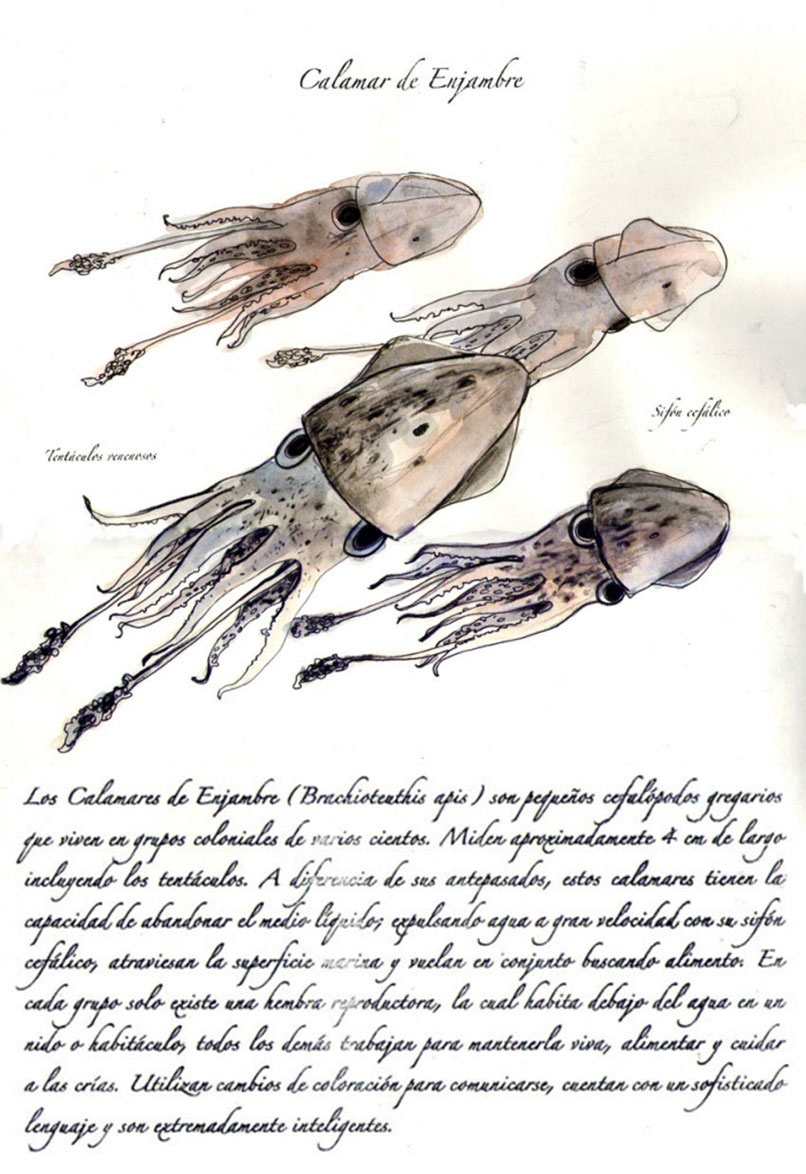 Calamar de Enjambre
Sifón cefálico
Tentáculos venenosos
Los Calamares de Enjambre (Brachioteuthis apis) son pequeños cefulópodos gregarios
que viven en grupos coloniales de varios cientos. Miden aproximadamente 4 cm de largo
incluyendo los tentáculos. A diferencia de sus antepasados, estos calamares tienen la
capacidad de abandonar el medio líquido; expulsando agua a gran velocidad con su sifón
cefálico, atraviesan la superficie marina y vuelan en conjunto buscando alimento. En
cada grupo solo existe una hembra reproductora, la cual habita debajo del agua en un
nido o habitáculo, todos los demás trabajan para mantenerla viva, alimentar y cuidar
a las crías. Utilizan cambios de coloración para comunicarse, cuentan con un sofisticado
lenguaje y son extremadamente inteligentes.